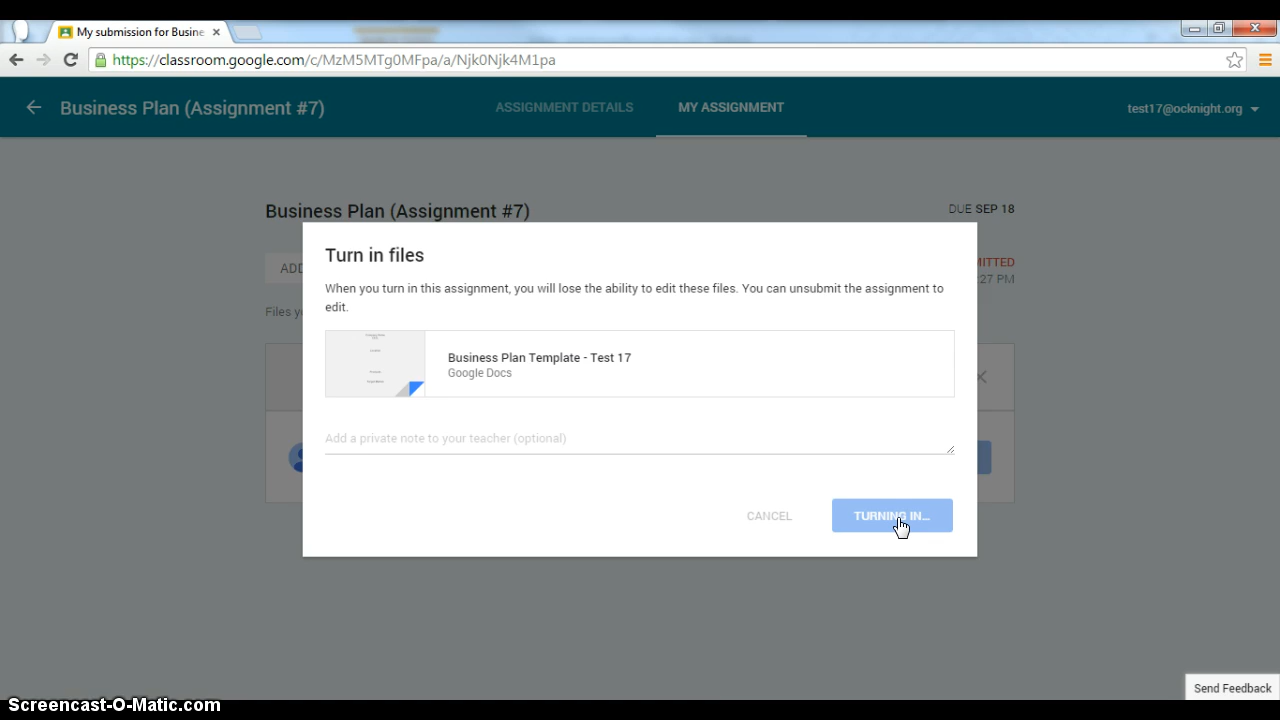 My submission for Busine
https://classroom.google.com/c/MzM5MTg0MFpa/a/Njk0Njk4M1pa
Business Plan (Assignment #7)
ASSIGNMENT DETAILS
MY ASSIGNMENT
test17@ocknight.org
Business Plan (Assignment #7)
DUE SEP 18
ADD
ITTED
27 PM
Files yo
Turn in files
When you turn in this assignment, you will lose the ability to edit these files. You can unsubmit the assignment to
edit.
Business Plan Template - Test 17
Google Docs
Add a private note to your teacher (optional)
CANCEL
TURNING IN...
Send Feedback
Screencast-O-Matic.com